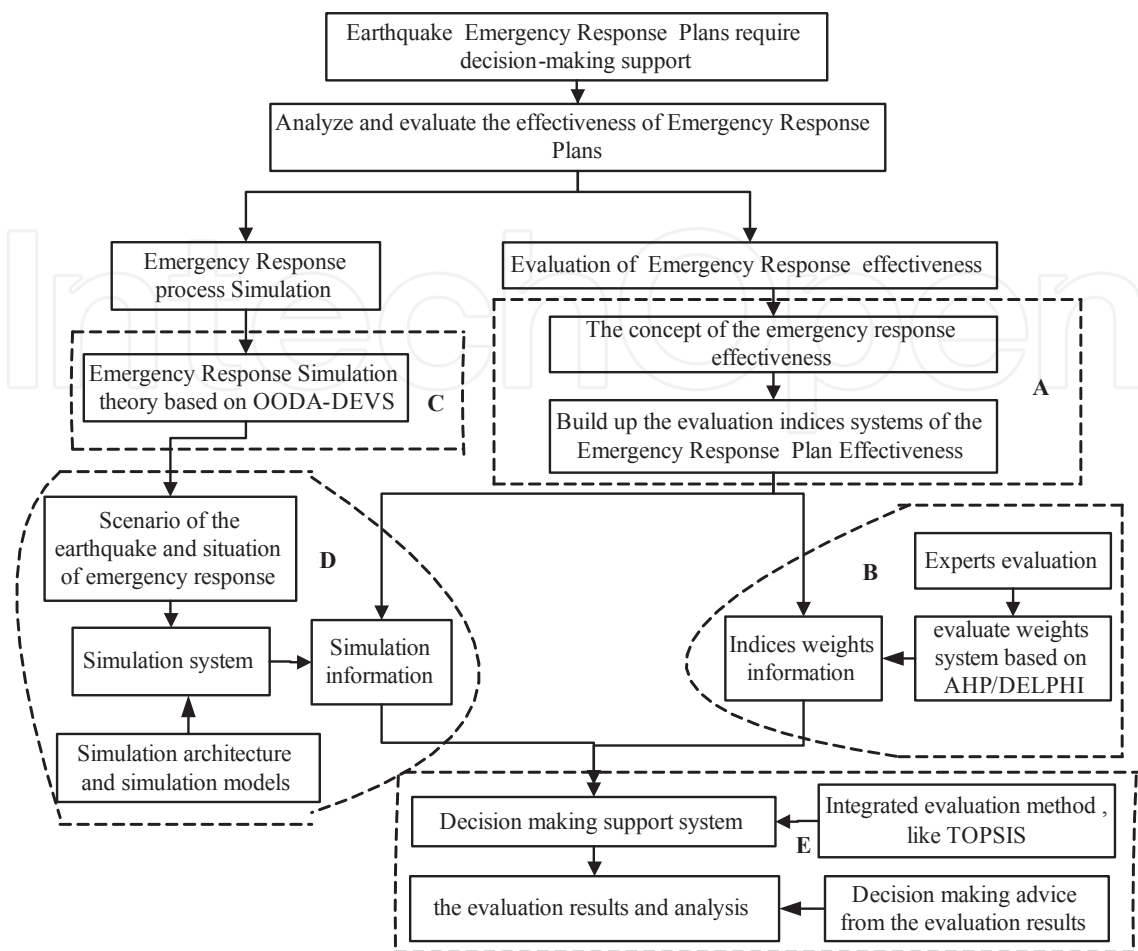 Earthquake Emergency Response Plans require
decision-making support
Analyze and evaluate the effectiveness of Emergency Response
Plans
Emergency Response
process Simulation
Evaluation of Emergency Response effectiveness
The concept of the emergency response
effectiveness
A
Build up the evaluation indices systems of the
Emergency Response Plan Effectiveness
Emergency Response Simulation
theory based on OODA-DEVS
C
Scenario of the
earthquake and situation
of emergency response
D
Simulation system
Simulation
information
Simulation architecture
and simulation models
B
Experts evaluation
Indices weights
information
evaluate weights
system based on
AHP/DELPHI
Decision making support system
Integrated evaluation method ,
like TOPSIS
E
the evaluation results and analysis
Decision making advice
from the evaluation results
IntechOpen